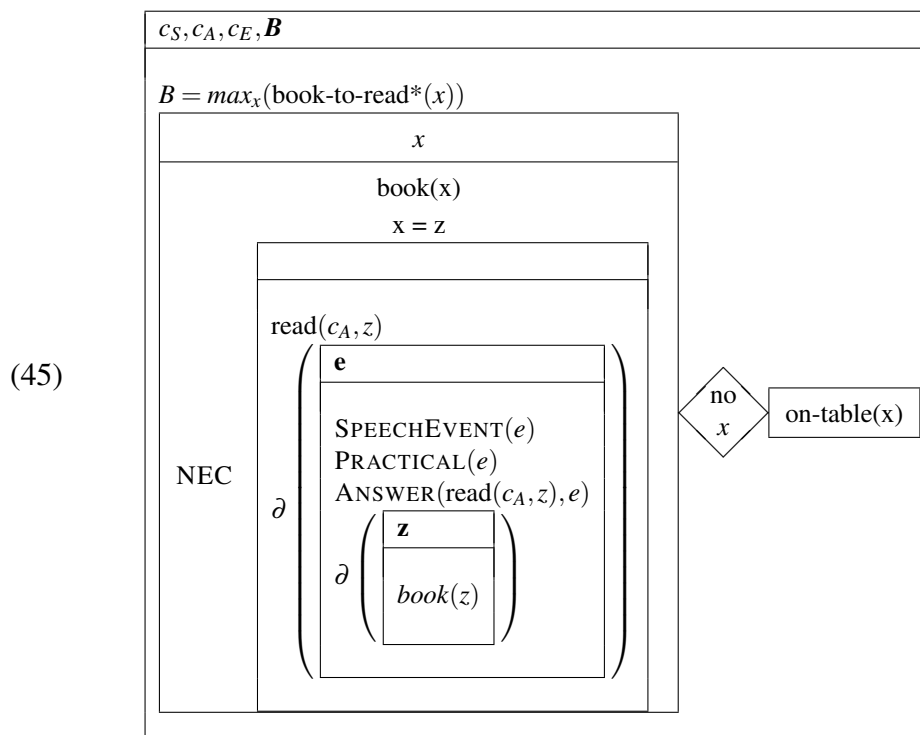 c_S, c_A, c_E, B
B = max_x(book-to-read*(x))
x
book(x)
x = z
read(c_A, z)
(45)
e
no
x
on-table(x)
SPEECHEVENT(e)
PRACTICAL(e)
NEC
ANSWER(read(c_A, z), e)
∂
z
∂
book(z)